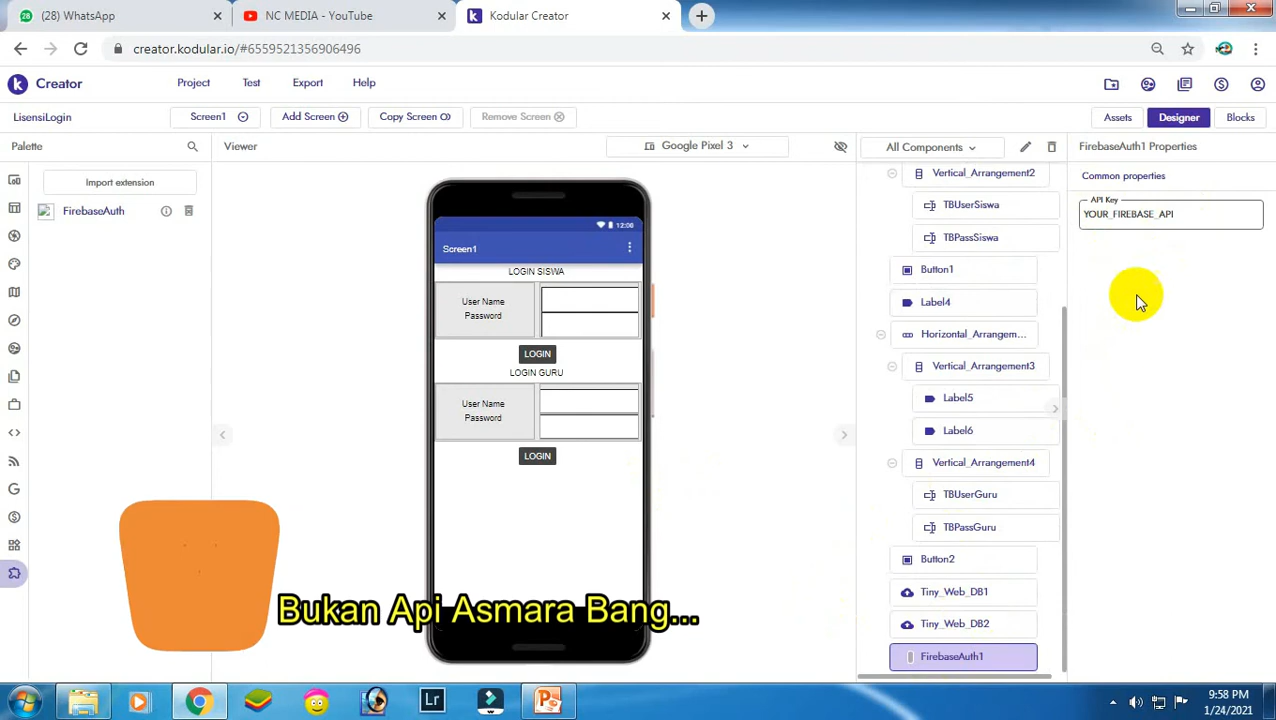 (28) WhatsApp
NC MEDIA - YouTube
Kodular Creator
creator.kodular.io/#6559521356906496
Creator
Project
Test
Export
Help
LisensiLogin
Screen1
Add Screen
Copy Screen
Remove Screen
Assets
Designer
Blocks
Palette
Viewer
Google Pixel 3
All Components
FirebaseAuth1 Properties
Import extension
FirebaseAuth
12:00
Screen1
LOGIN SISWA
User Name
Password
LOGIN
LOGIN GURU
User Name
Password
LOGIN
Vertical_Arrangement2
TBUserSiswa
TBPassSiswa
Button1
Label4
Horizontal_Arrangem...
Vertical_Arrangement3
Label5
Label6
Vertical_Arrangement4
TBUserGuru
TBPassGuru
Button2
Tiny_Web_DB1
Tiny_Web_DB2
FirebaseAuth1
Common properties
API Key
YOUR_FIREBASE_API
Bukan Api Asmara Bang...
Lr
9:58 PM
1/24/2021